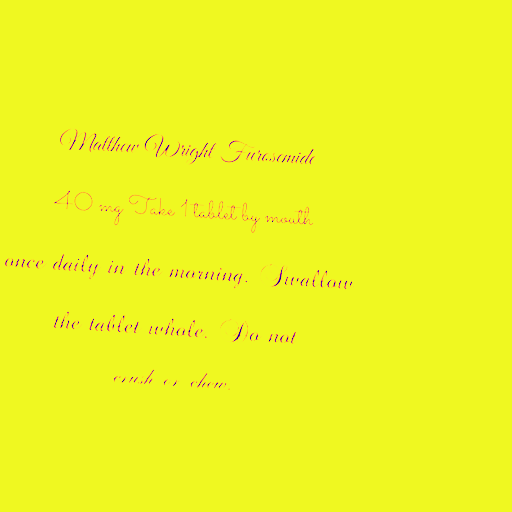 Matthew Wright Furosemide
40 mg Take 1 tablet by mouth
once daily in the morning. Swallow
the tablet whole. Do not
crush or chew.